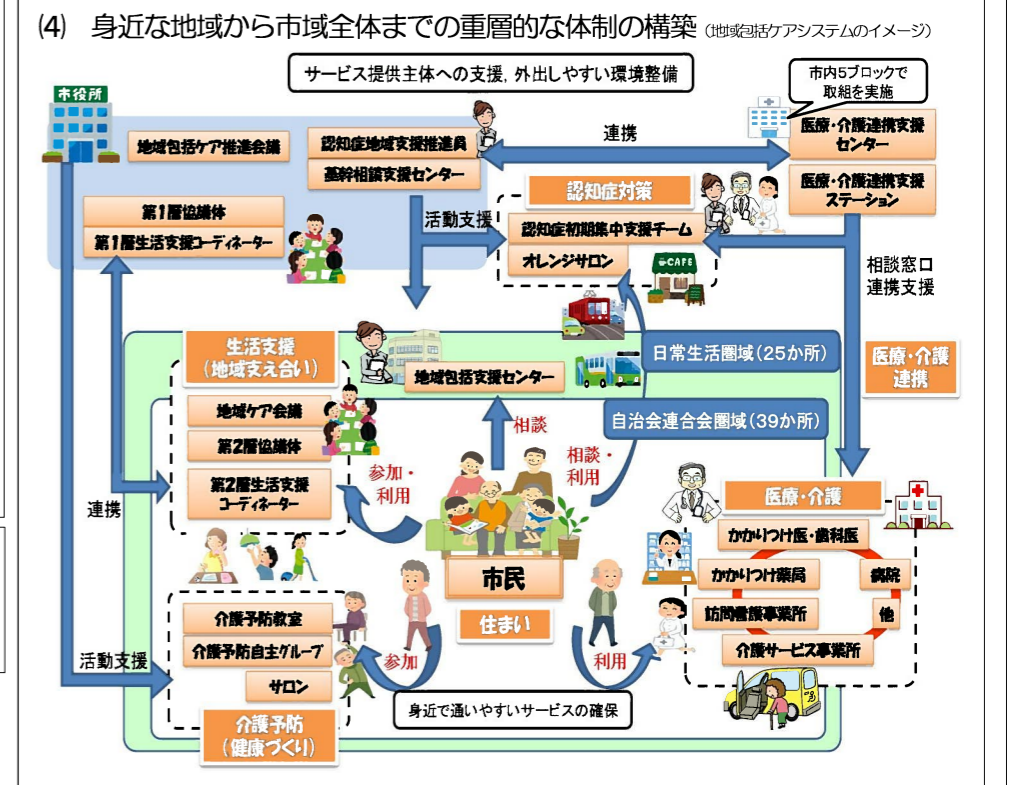 (4) 身近な地域から市域全体までの重層的な体制の構築（地域包括ケアシステムのイメージ）
サービス提供主体への支援，外出しやすい環境整備
市内5ブロックで
取組を実施
市役所
地域包括ケア推進会議
認知症地域支援推進員
基幹相談支援センター
連携
医療・介護連携支援
センター
医療・介護連携支援
ステーション
第1層協議体
第1層生活支援コーディネーター
活動支援
認知症対策
認知症初期集中支援チーム
オレンジサロン
CAFE
相談窓口
連携支援
生活支援
（地域支え合い）
地域ケア会議
第2層協議体
第2層生活支援
コーディネーター
連携
地域包括支援センター
日常生活圏域（25か所）
自治会連合会圏域（39か所）
医療・介護
連携
相談
相談・
利用
参加・
利用
市民
住まい
医療・介護
かかりつけ医・歯科医
かかりつけ薬局
病院
訪問看護事業所
他
介護サービス事業所
活動支援
介護予防教室
介護予防自主グループ
サロン
介護予防
（健康づくり）
参加
利用
身近で通いやすいサービスの確保